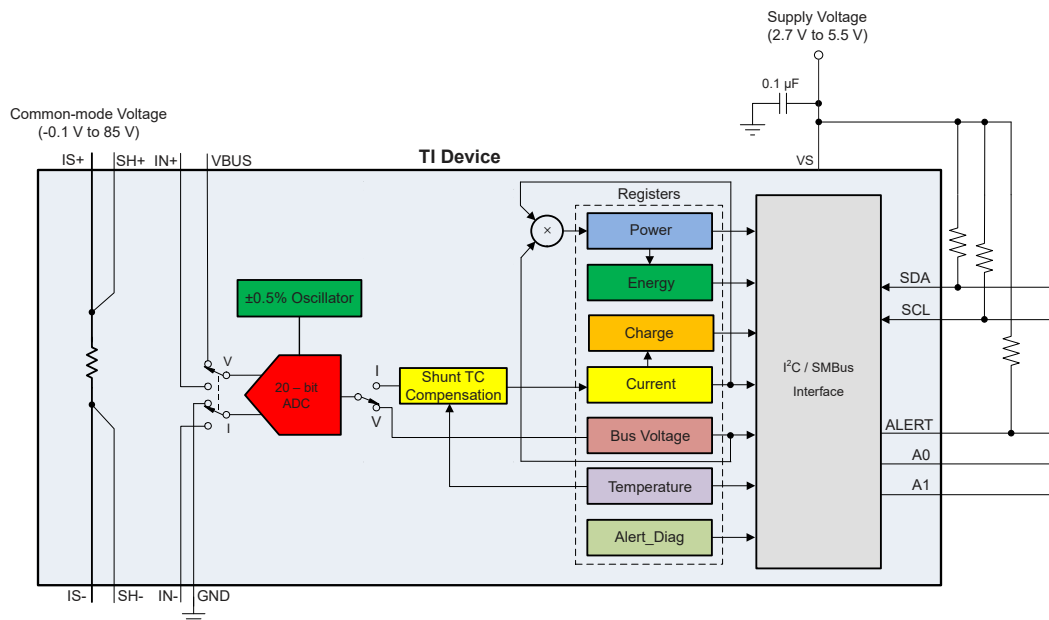 Supply Voltage
(2.7 V to 5.5 V)
0.1 µF
Common-mode Voltage
(-0.1 V to 85 V)
IS+ SH+ IN+ VBUS
TI Device
VS
Registers
×
Power
Energy
±0.5% Oscillator
SDA
SCL
Charge
V
I
Shunt TC
Compensation
Current
20 – bit
ADC
I²C / SMBus
Interface
V
I
Bus Voltage
ALERT
A0
Temperature
A1
Alert_Diag
IS- SH- IN- GND